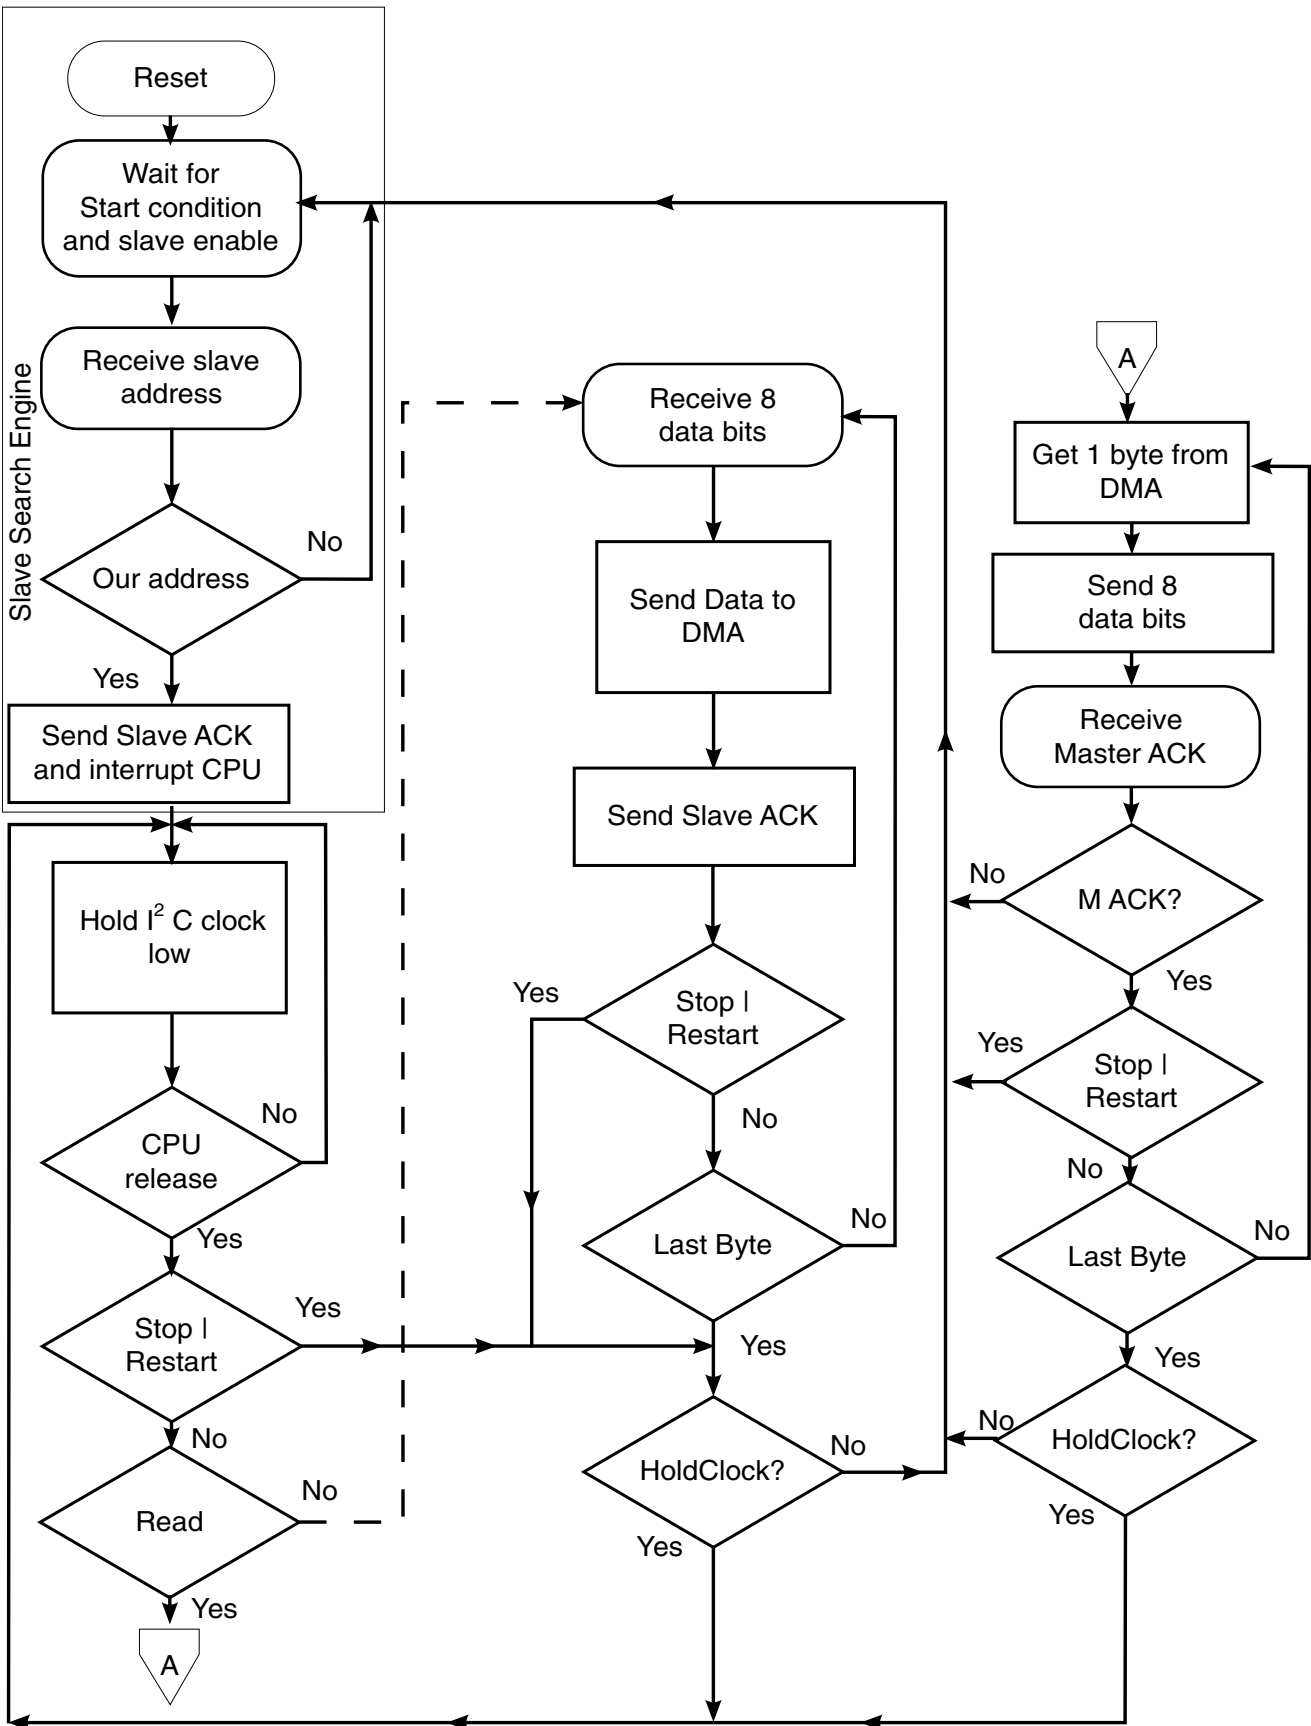 Reset
Wait for
Start condition
and slave enable
Receive slave
address
Slave Search Engine
Our address
No
Yes
Send Slave ACK
and interrupt CPU
Hold I² C clock
low
CPU
release
No
Yes
Stop |
Restart
Yes
No
Read
No
Yes
A
Receive 8
data bits
Send Data to
DMA
Send Slave ACK
Stop |
Restart
Yes
No
Last Byte
No
Yes
HoldClock?
No
Yes
A
Get 1 byte from
DMA
Send 8
data bits
Receive
Master ACK
M ACK?
No
Yes
Stop |
Restart
Yes
No
Last Byte
No
Yes
HoldClock?
No
Yes